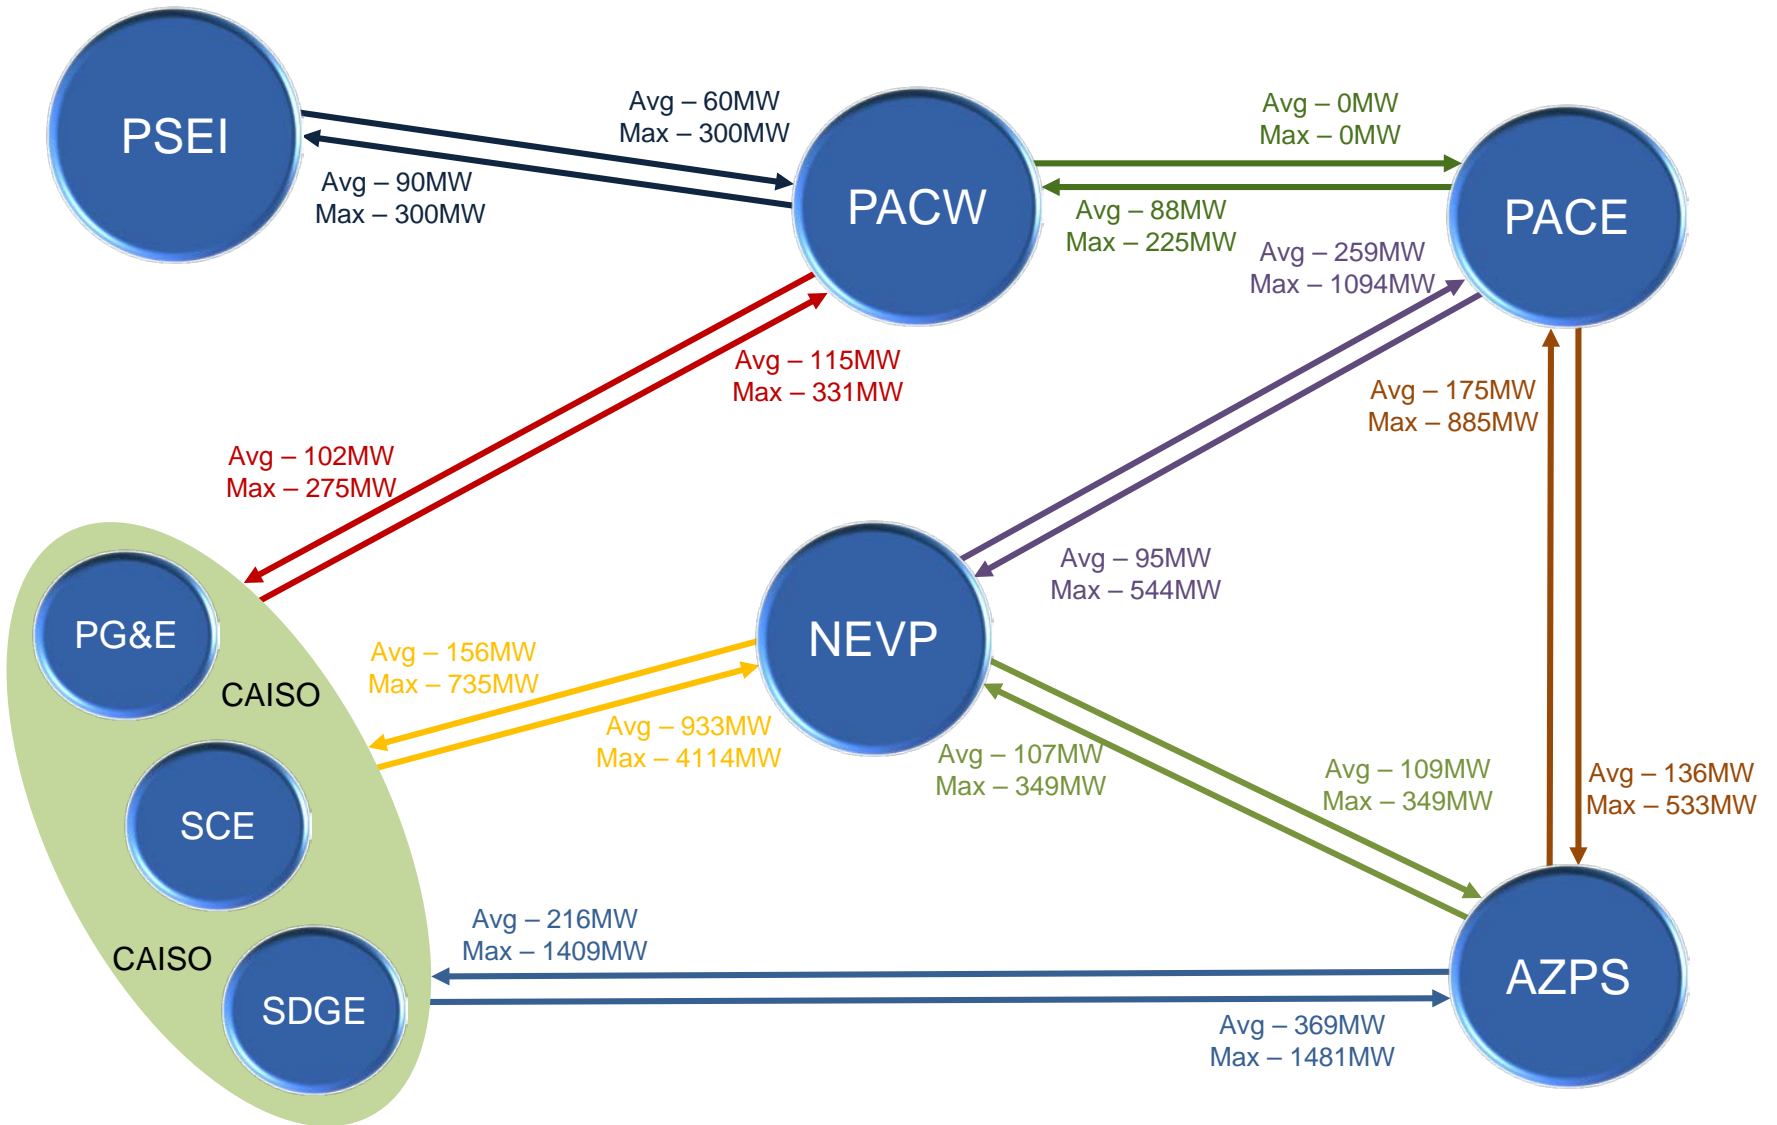 PSEI
Avg – 60MW
Max – 300MW
Avg – 90MW
Max – 300MW
PACW
Avg – 0MW
Max – 0MW
Avg – 88MW
Max – 225MW
PACE
Avg – 259MW
Max – 1094MW
Avg – 115MW
Max – 331MW
Avg – 175MW
Max – 885MW
Avg – 102MW
Max – 275MW
Avg – 95MW
Max – 544MW
PG&E
CAISO
NEVP
Avg – 156MW
Max – 735MW
Avg – 933MW
Max – 4114MW
Avg – 107MW
Max – 349MW
Avg – 109MW
Max – 349MW
Avg – 136MW
Max – 533MW
SCE
CAISO
SDGE
Avg – 216MW
Max – 1409MW
AZPS
Avg – 369MW
Max – 1481MW